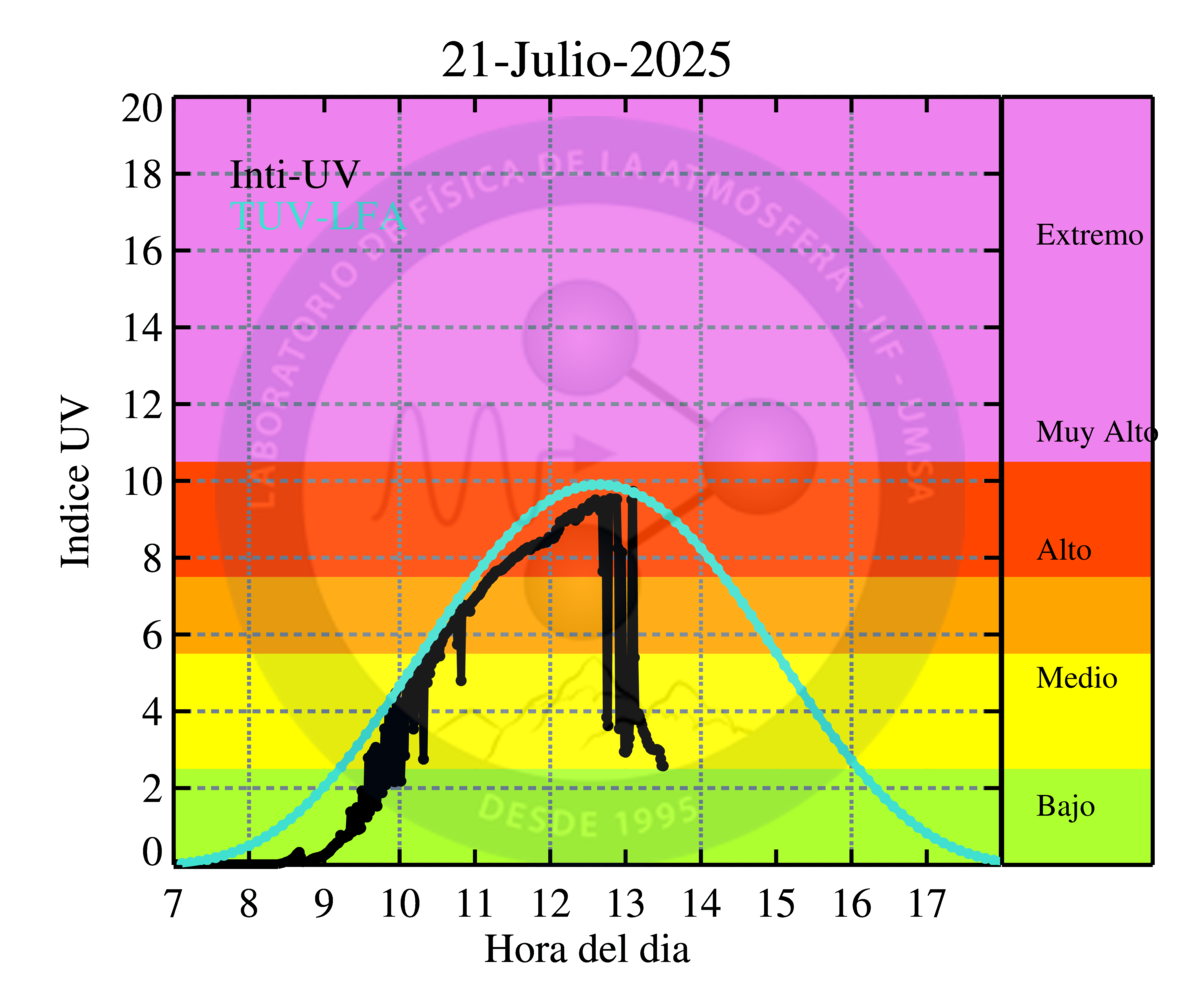 21-Julio-2025
20
18
16
14
12
10
8
6
4
2
0
Indice UV
Inti-UV
TUV-LFA
LABORATORIO DE FÍSICA DE LA ATMÓSFERA - IIF - UMSA
DESDE 1995
Extremo
Muy Alto
Alto
Medio
Bajo
7 8 9 10 11 12 13 14 15 16 17
Hora del dia